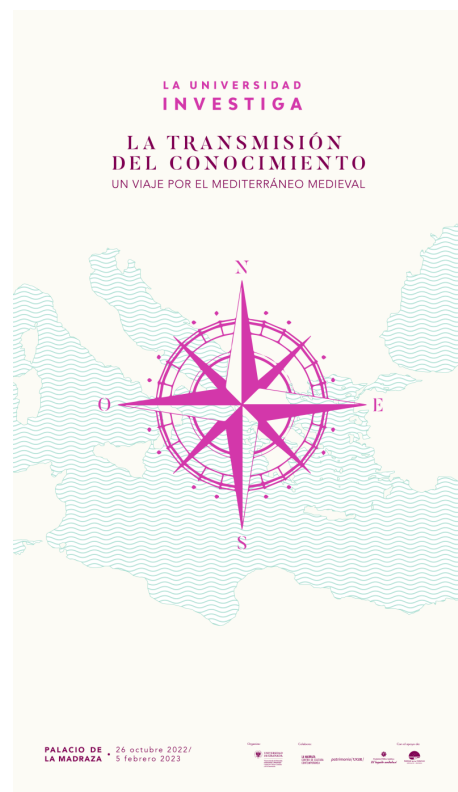 LA UNIVERSIDAD
INVESTIGA
LA TRANSMISIÓN
DEL CONOCIMIENTO
UN VIAJE POR EL MEDITERRÁNEO MEDIEVAL
N
O
E
S
PALACIO DE
LA MADRAZA
26 octubre 2022/
5 febrero 2023